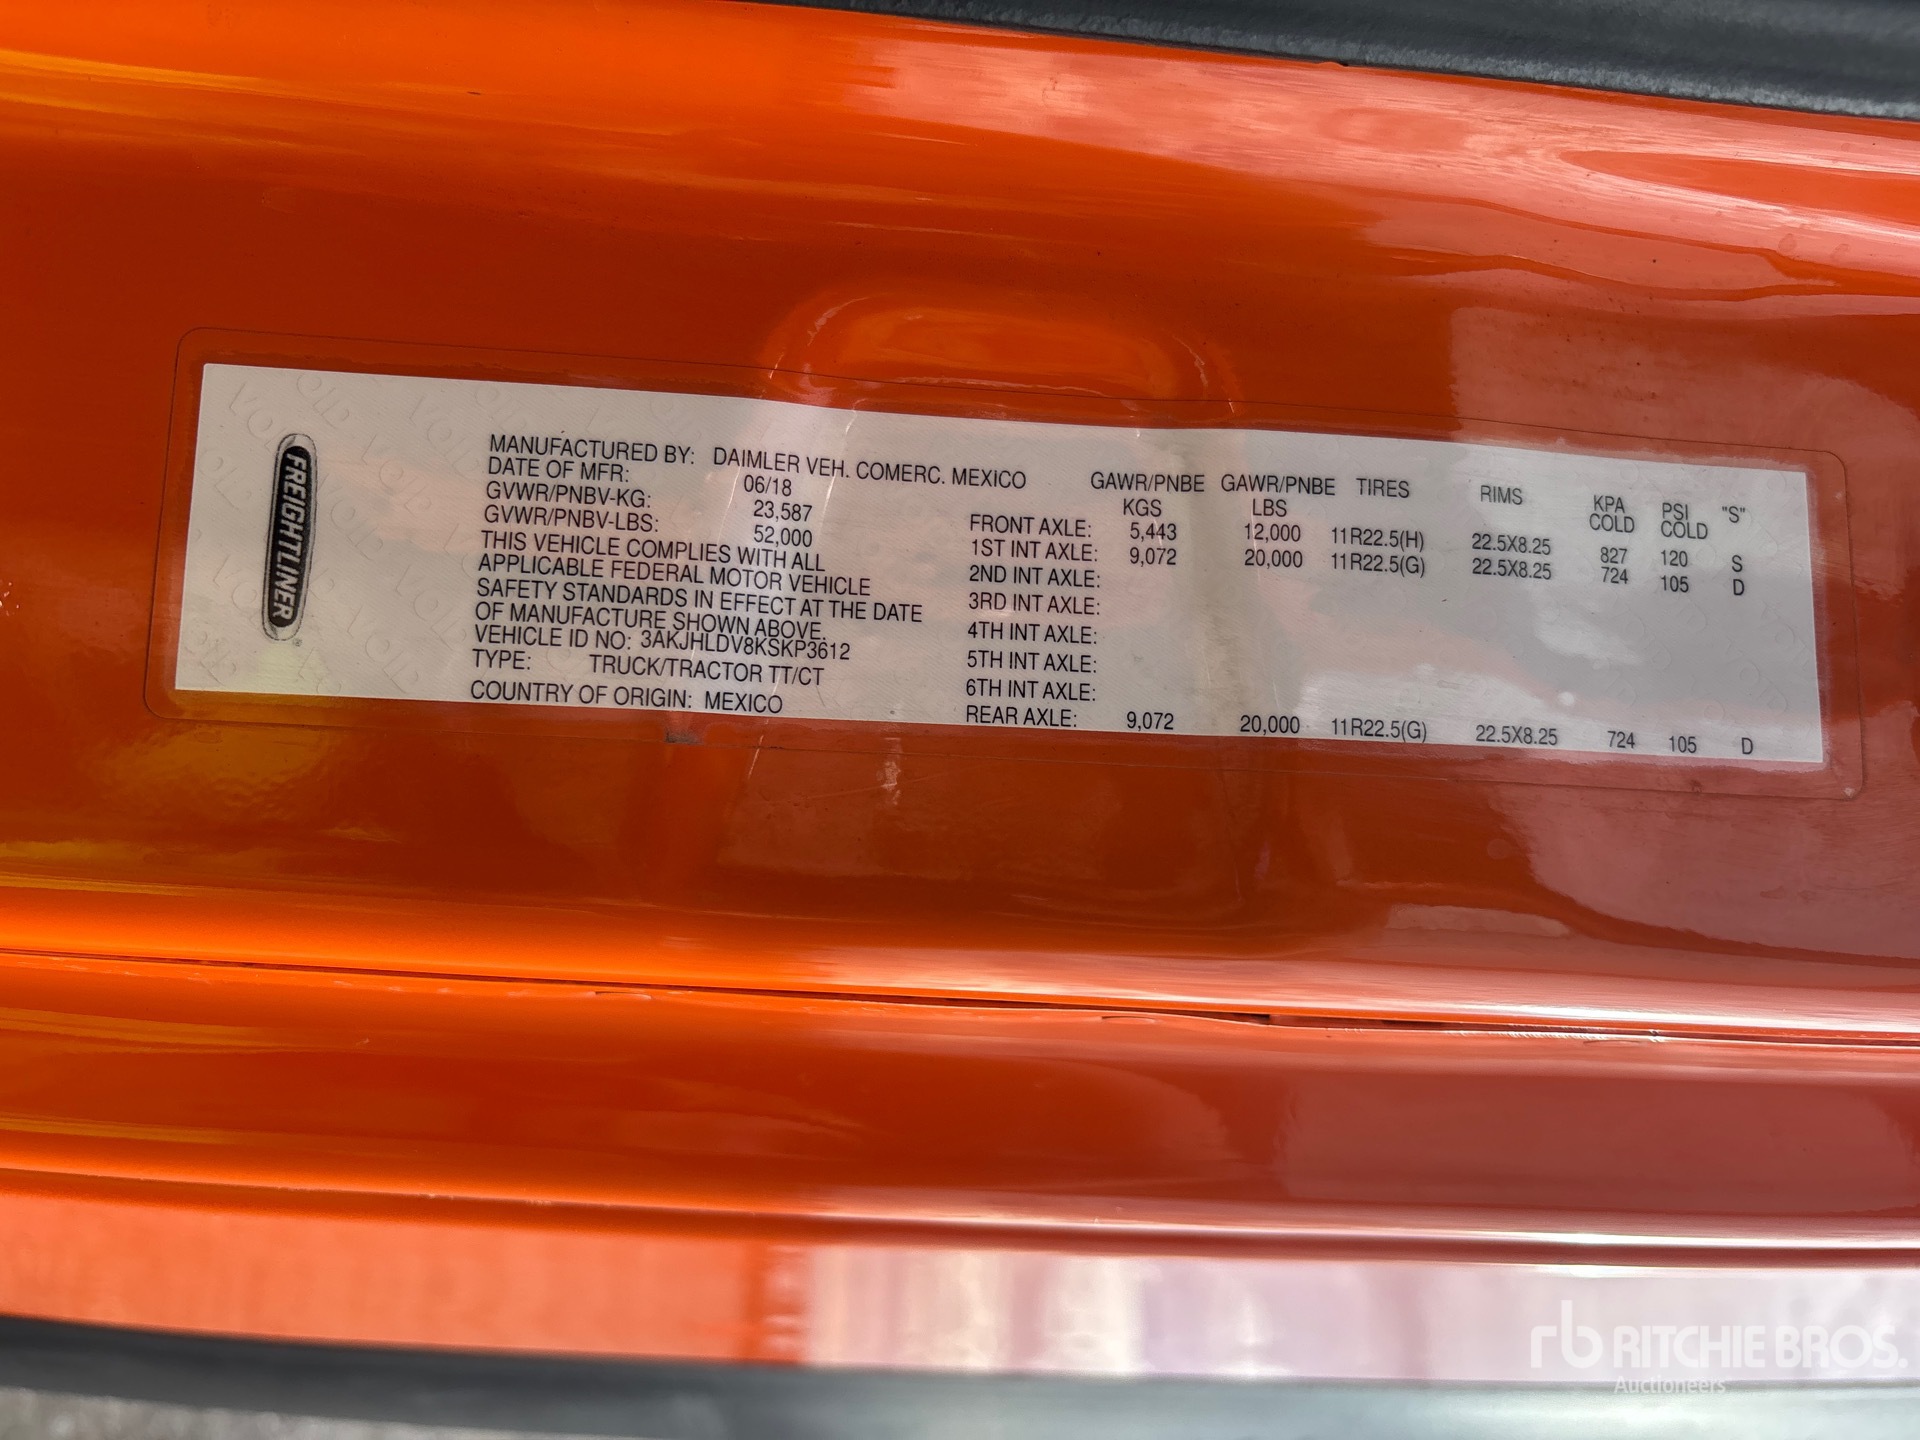 FREIGHTLINER
MANUFACTURED BY: DAIMLER VEH. COMERC. MEXICO
DATE OF MFR: 06/18
GVWR/PNBV-KG: 23,587
GVWR/PNBV-LBS: 52,000
THIS VEHICLE COMPLIES WITH ALL
APPLICABLE FEDERAL MOTOR VEHICLE
SAFETY STANDARDS IN EFFECT AT THE DATE
OF MANUFACTURE SHOWN ABOVE.
VEHICLE ID NO: 3AKJHLDV8KSKP3612
TYPE: TRUCK/TRACTOR TT/CT
COUNTRY OF ORIGIN: MEXICO
GAWR/PNBE GAWR/PNBE TIRES RIMS KPA PSI "S"
KGS LBS COLD COLD
FRONT AXLE: 5,443 12,000 11R22.5(H) 22.5X8.25 827 120 S
1ST INT AXLE: 9,072 20,000 11R22.5(G) 22.5X8.25 724 105 D
2ND INT AXLE:
3RD INT AXLE:
4TH INT AXLE:
5TH INT AXLE:
6TH INT AXLE:
REAR AXLE: 9,072 20,000 11R22.5(G) 22.5X8.25 724 105 D
rb RITCHIE BROS.
Auctioneers